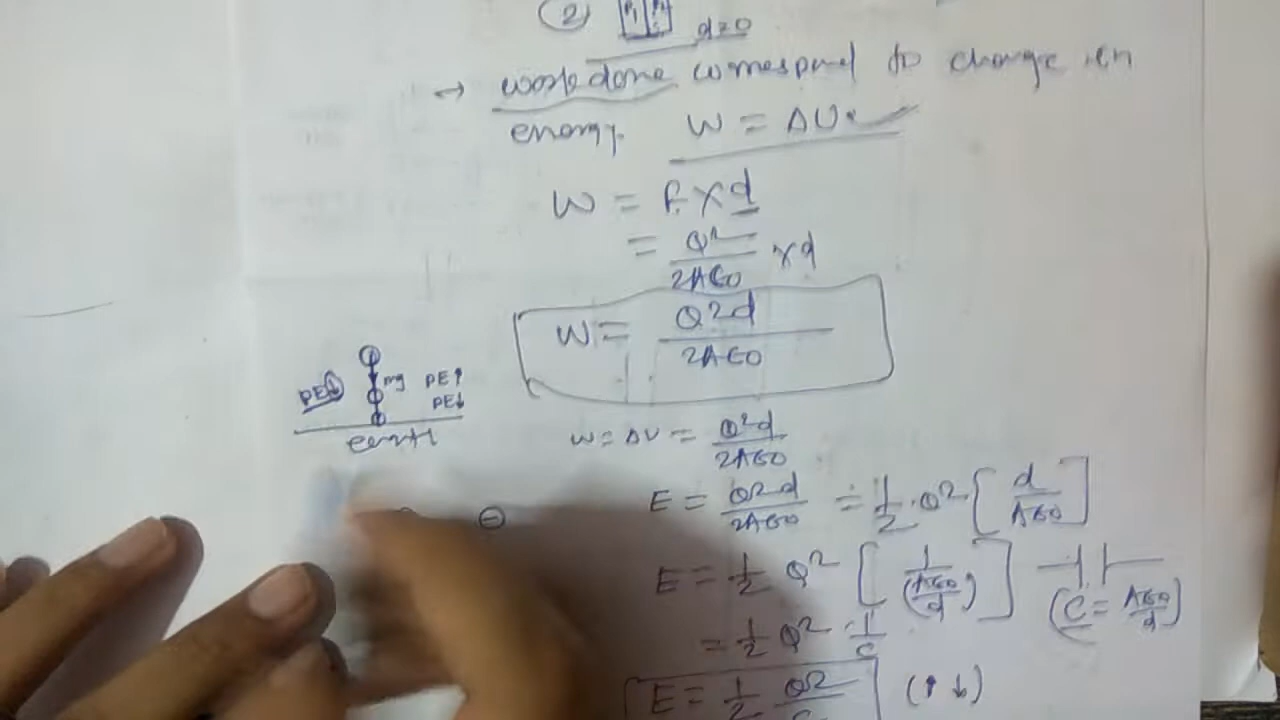 (2) P1 d=0
→ work done correspond to change in
energy. W = ΔU.
W = F × d
= Q²/2Aε0 × d
W = Q²d/2Aε0
PE↓ mg PE↑
PE↓
earth
W = ΔU = Q²d/2Aε0
E = Q²d/2Aε0 = 1/2 . Q² [d/Aε0]
⊖
E = 1/2 Q² [1/(Aε0/d)] (C = Aε0/d)
= 1/2 Q² 1/C
E = 1/2 Q²/C (↑ ↓)